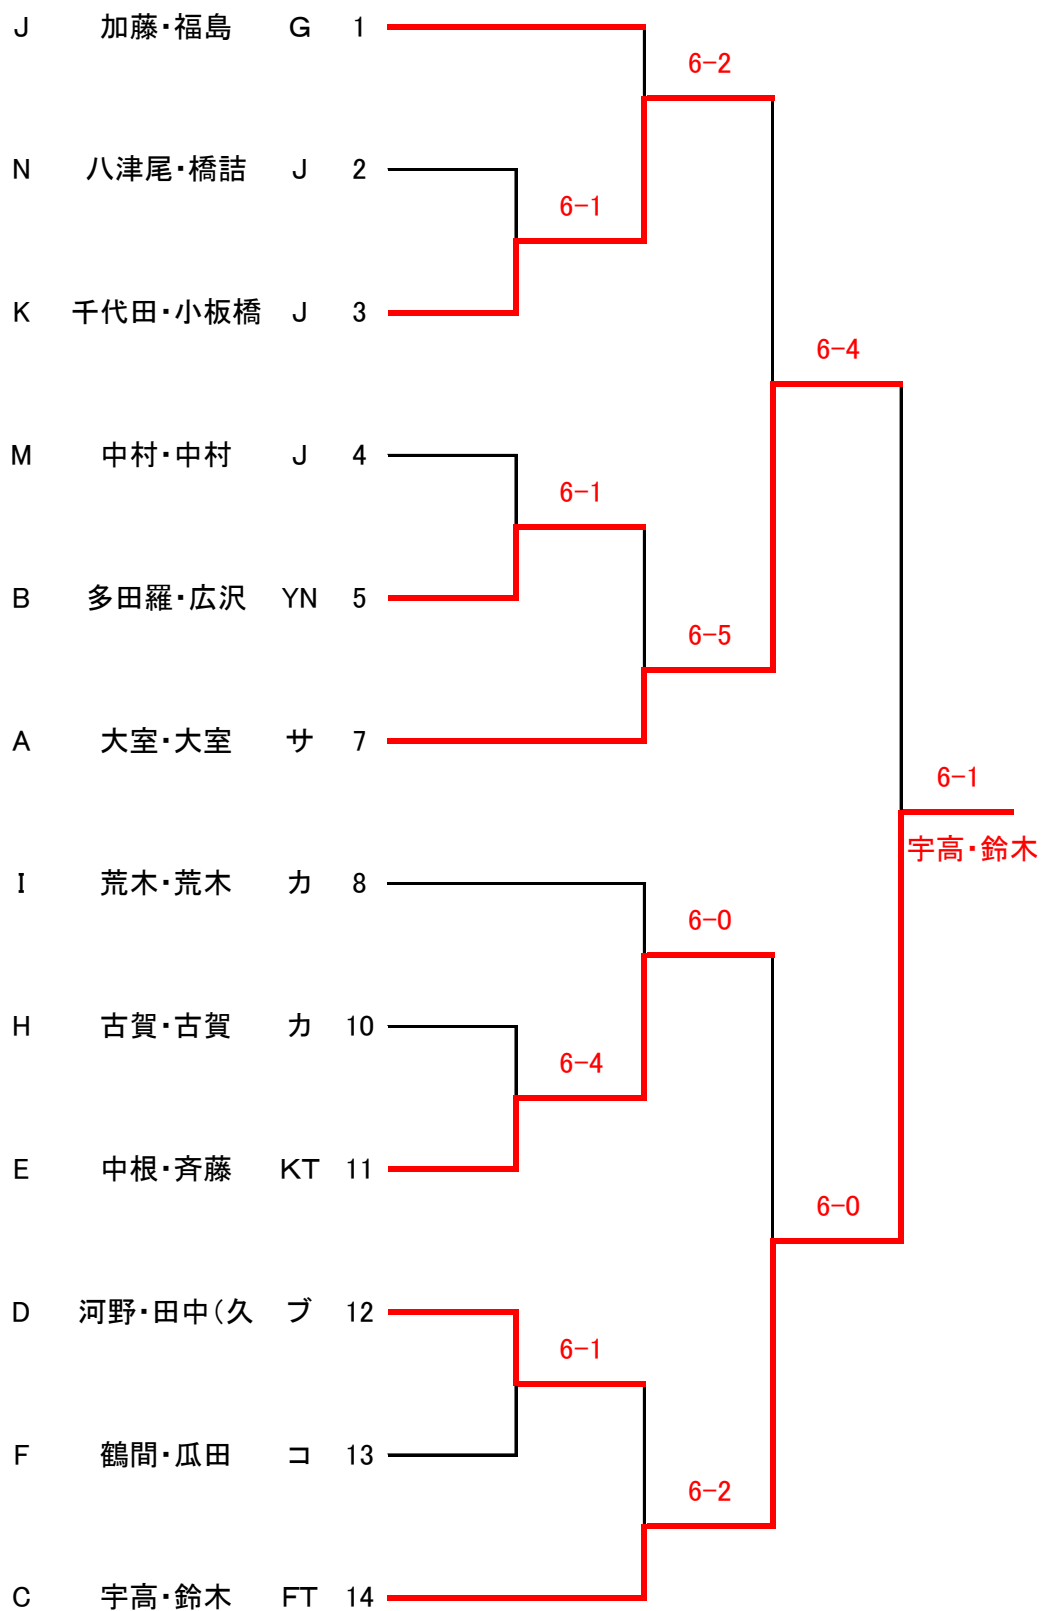 J 加藤・福島 G 1
6-2
N 八津尾・橋詰 J 2
6-1
K 千代田・小板橋 J 3
6-4
M 中村・中村 J 4
6-1
B 多田羅・広沢 YN 5
6-5
A 大室・大室 サ 7
6-1
宇高・鈴木
I 荒木・荒木 カ 8
6-0
H 古賀・古賀 カ 10
6-4
E 中根・斉藤 KT 11
6-0
D 河野・田中(久 ブ 12
6-1
F 鶴間・瓜田 コ 13
6-2
C 宇高・鈴木 FT 14